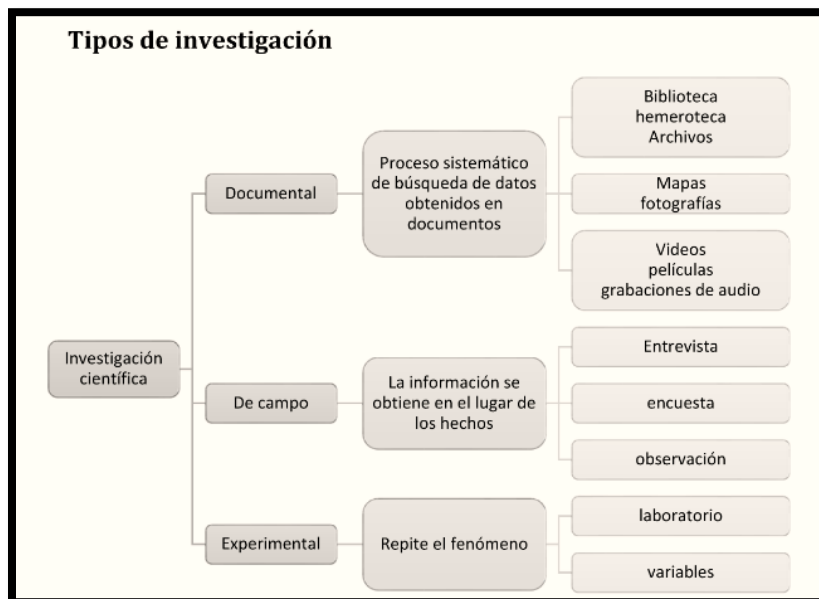 Tipos de investigación
Investigación
científica
Documental
Proceso sistemático
de búsqueda de datos
obtenidos en
documentos
Biblioteca
hemeroteca
Archivos
Mapas
fotografías
Videos
películas
grabaciones de audio
De campo
La información se
obtiene en el lugar de
los hechos
Entrevista
encuesta
observación
Experimental
Repite el fenómeno
laboratorio
variables